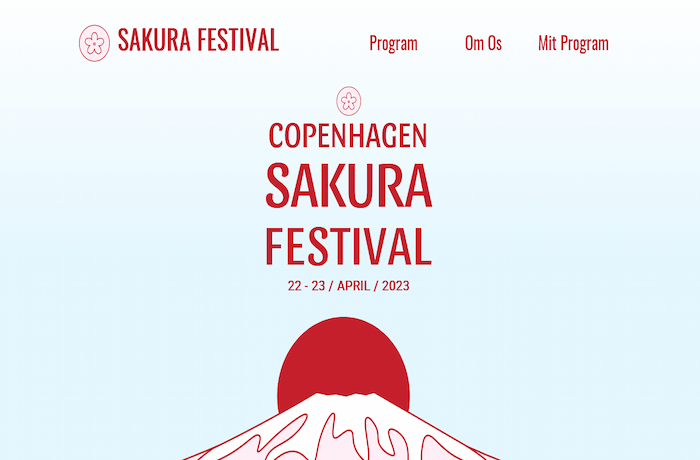 SAKURA FESTIVAL
Program
Om Os
Mit Program
COPENHAGEN
SAKURA
FESTIVAL
22 - 23 / APRIL / 2023